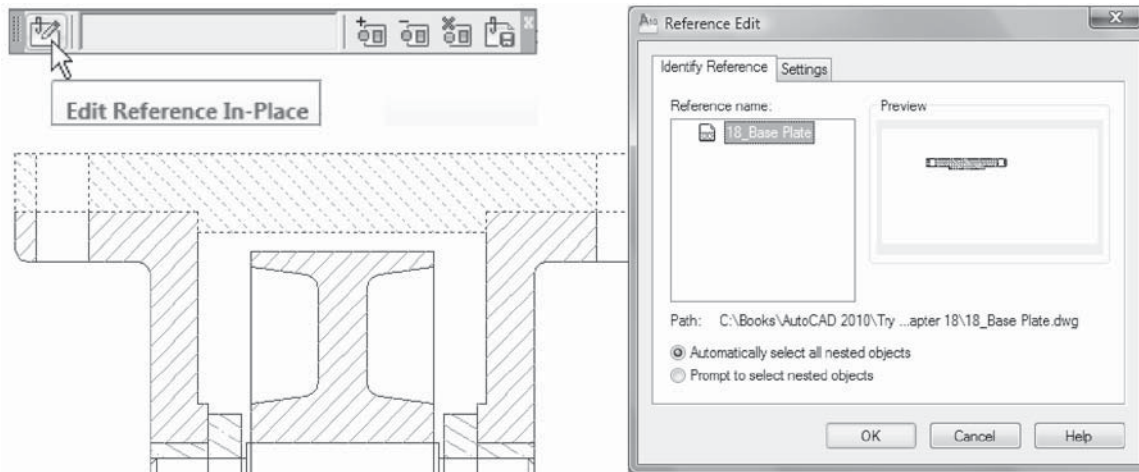 Edit Reference In-Place
Reference Edit
Identify Reference
Settings
Reference name:
18_Base Plate
Preview
Path: C:\Books\AutoCAD 2010\Try ...apter 18\18_Base Plate.dwg
Automatically select all nested objects
Prompt to select nested objects
OK
Cancel
Help